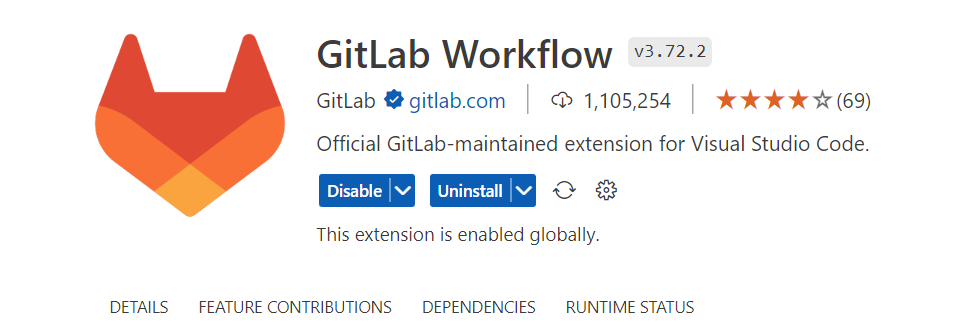 GitLab Workflow v3.72.2
GitLab gitlab.com 1,105,254 (69)
Official GitLab-maintained extension for Visual Studio Code.
Disable Uninstall
This extension is enabled globally.
DETAILS FEATURE CONTRIBUTIONS DEPENDENCIES RUNTIME STATUS